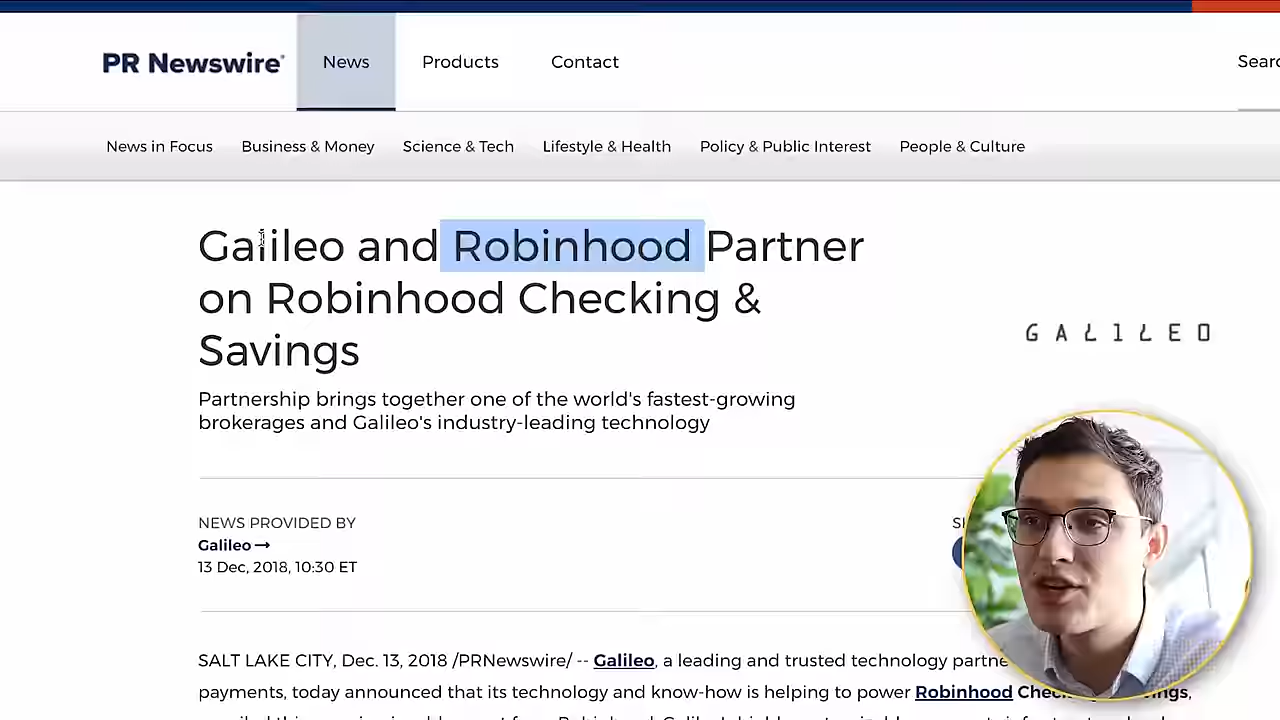 PR Newswire® News Products Contact
News in Focus Business & Money Science & Tech Lifestyle & Health Policy & Public Interest People & Culture
Galileo and Robinhood Partner
on Robinhood Checking &
Savings
GALILEO
Partnership brings together one of the world's fastest-growing
brokerages and Galileo's industry-leading technology
NEWS PROVIDED BY
Galileo →
13 Dec, 2018, 10:30 ET
SALT LAKE CITY, Dec. 13, 2018 /PRNewswire/ -- Galileo, a leading and trusted technology
payments, today announced that its technology and know-how is helping to power Robinhood